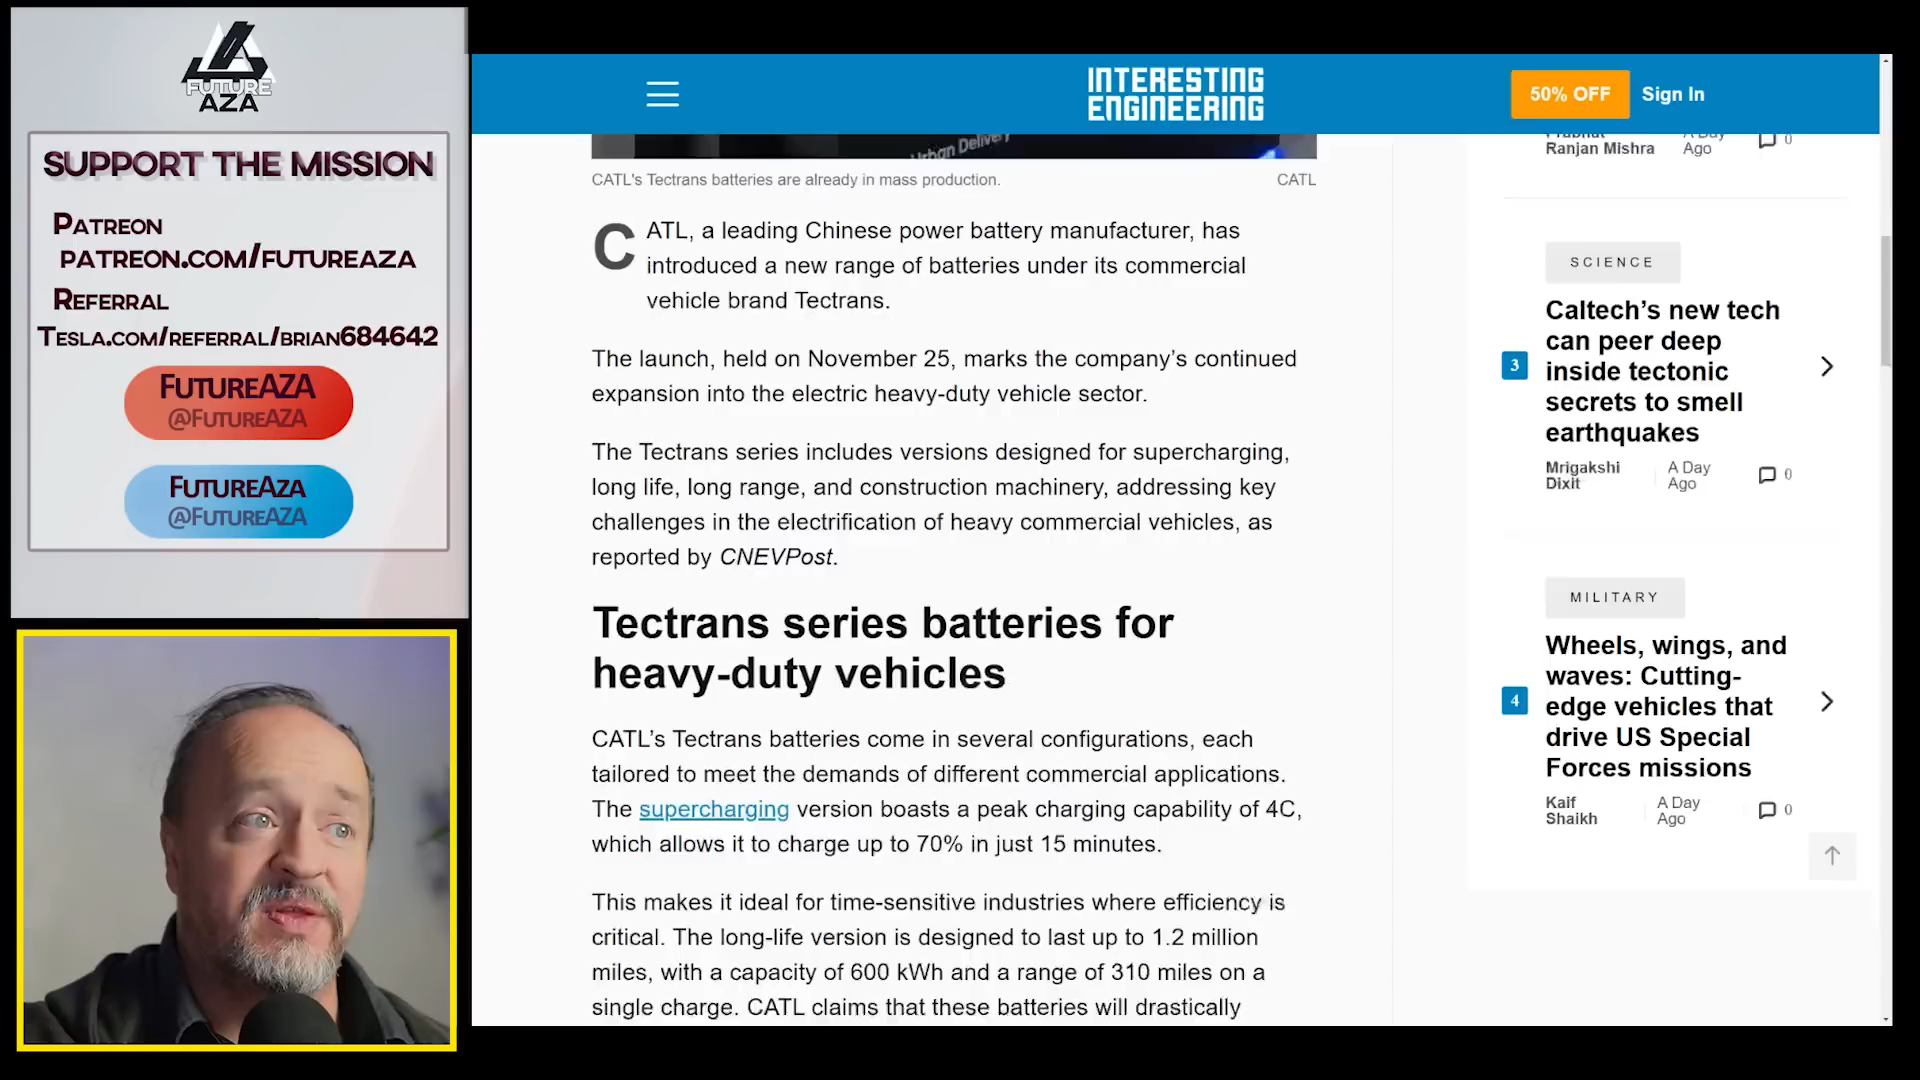 FUTURE
AZA
SUPPORT THE MISSION
PATREON
PATREON.COM/FUTUREAZA
REFERRAL
TESLA.COM/REFERRAL/BRIAN684642
FUTUREAZA
@FUTUREAZA
FUTUREAZA
@FUTUREAZA
INTERESTING
ENGINEERING
50% OFF
Sign In
Urban Delivery
CATL's Tectrans batteries are already in mass production.
CATL
CATL, a leading Chinese power battery manufacturer, has
introduced a new range of batteries under its commercial
vehicle brand Tectrans.
The launch, held on November 25, marks the company’s continued
expansion into the electric heavy-duty vehicle sector.
The Tectrans series includes versions designed for supercharging,
long life, long range, and construction machinery, addressing key
challenges in the electrification of heavy commercial vehicles, as
reported by CNEVPost.
Tectrans series batteries for
heavy-duty vehicles
CATL’s Tectrans batteries come in several configurations, each
tailored to meet the demands of different commercial applications.
The supercharging version boasts a peak charging capability of 4C,
which allows it to charge up to 70% in just 15 minutes.
This makes it ideal for time-sensitive industries where efficiency is
critical. The long-life version is designed to last up to 1.2 million
miles, with a capacity of 600 kWh and a range of 310 miles on a
single charge. CATL claims that these batteries will drastically
Prabhat
Ranjan Mishra
A Day
Ago
0
SCIENCE
3
Caltech’s new tech
can peer deep
inside tectonic
secrets to smell
earthquakes
Mrigakshi
Dixit
A Day
Ago
0
MILITARY
4
Wheels, wings, and
waves: Cutting-
edge vehicles that
drive US Special
Forces missions
Kaif
Shaikh
A Day
Ago
0